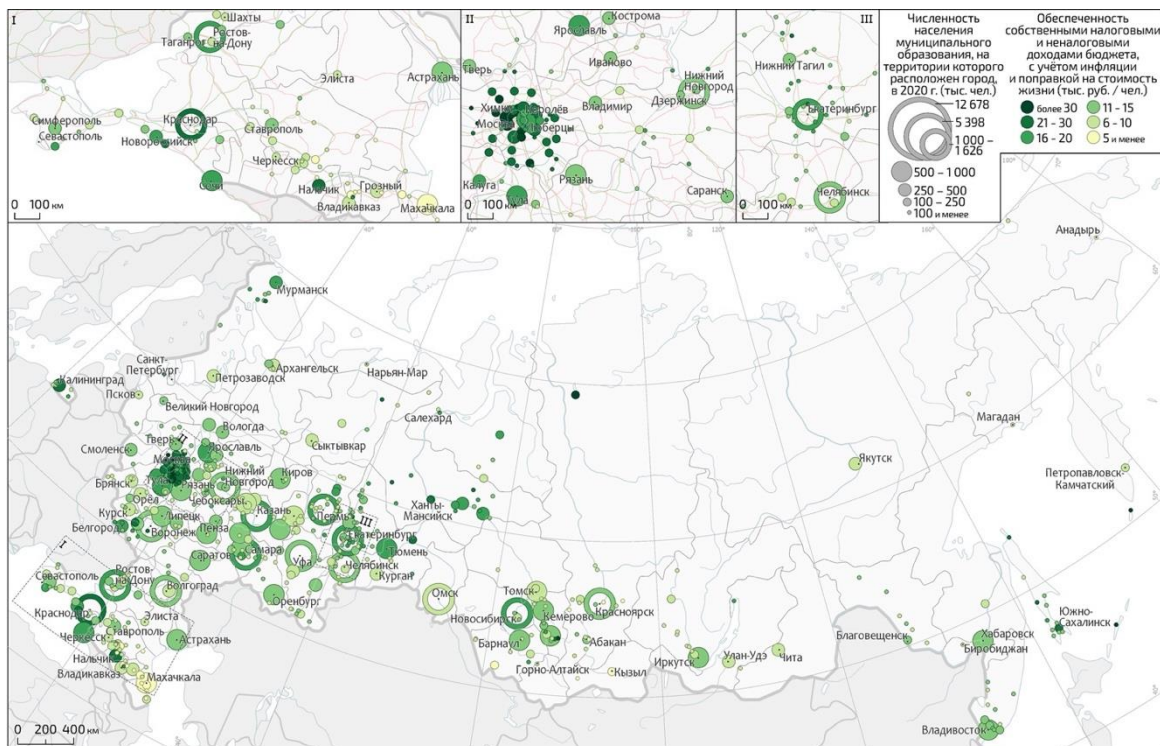 I
Шахты
Ростов-
на-Дону
Таганрог
Элиста
Астрахань
Симферополь
Севастополь
Краснодар
Новороссийск
Ставрополь
Черкесск
Сочи
Нальчик
Грозный
Владикавказ
Махачкала
0 100 км
II
Кострома
Ярославль
Тверь
Иваново
Нижний
Новгород
Дзержинск
Химки
Королёв
Москва
Люберцы
Владимир
Рязань
Калуга
Тула
Саранск
0 100 км
III
Нижний Тагил
Екатеринбург
Челябинск
0 100 км
Численность
населения
муниципального
образования, на
территории которого
расположен город,
в 2020 г. (тыс. чел.)
12 678
5 398
1 000 –
1 626
500 – 1 000
250 – 500
100 – 250
100 и менее
Обеспеченность
собственными налоговыми
и неналоговыми
доходами бюджета,
с учётом инфляции
и поправкой на стоимость
жизни (тыс. руб. / чел.)
более 30
21 - 30
16 - 20
11 - 15
6 - 10
5 и менее
Анадырь
Мурманск
Санкт-
Петербург
Архангельск
Нарьян-Мар
Калининград
Петрозаводск
Псков
Великий Новгород
Салехард
Магадан
Вологда
Тверь
II
Сыктывкар
Смоленск
Ярославль
Москва
Якутск
Петропавловск-
Камчатский
Тула
Нижний
Новгород
Киров
Брянск
Рязань
Чебоксары
Ханты-
Мансийск
Орёл
Казань
Пермь
III
Курск
Липецк
Екатеринбург
Белгород
Воронеж
Пенза
Тюмень
I
Саратов
Самара
Уфа
Челябинск
Курган
Севастополь
Ростов-
на-Дону
Волгоград
Омск
Томск
Оренбург
Новосибирск
Кемерово
Красноярск
Южно-
Сахалинск
Краснодар
Элиста
Ставрополь
Черкесск
Астрахань
Барнаул
Абакан
Благовещенск
Хабаровск
Биробиджан
Нальчик
Владикавказ
Махачкала
Горно-Алтайск
Кызыл
Иркутск
Улан-Удэ
Чита
Владивосток
0 200 400 км